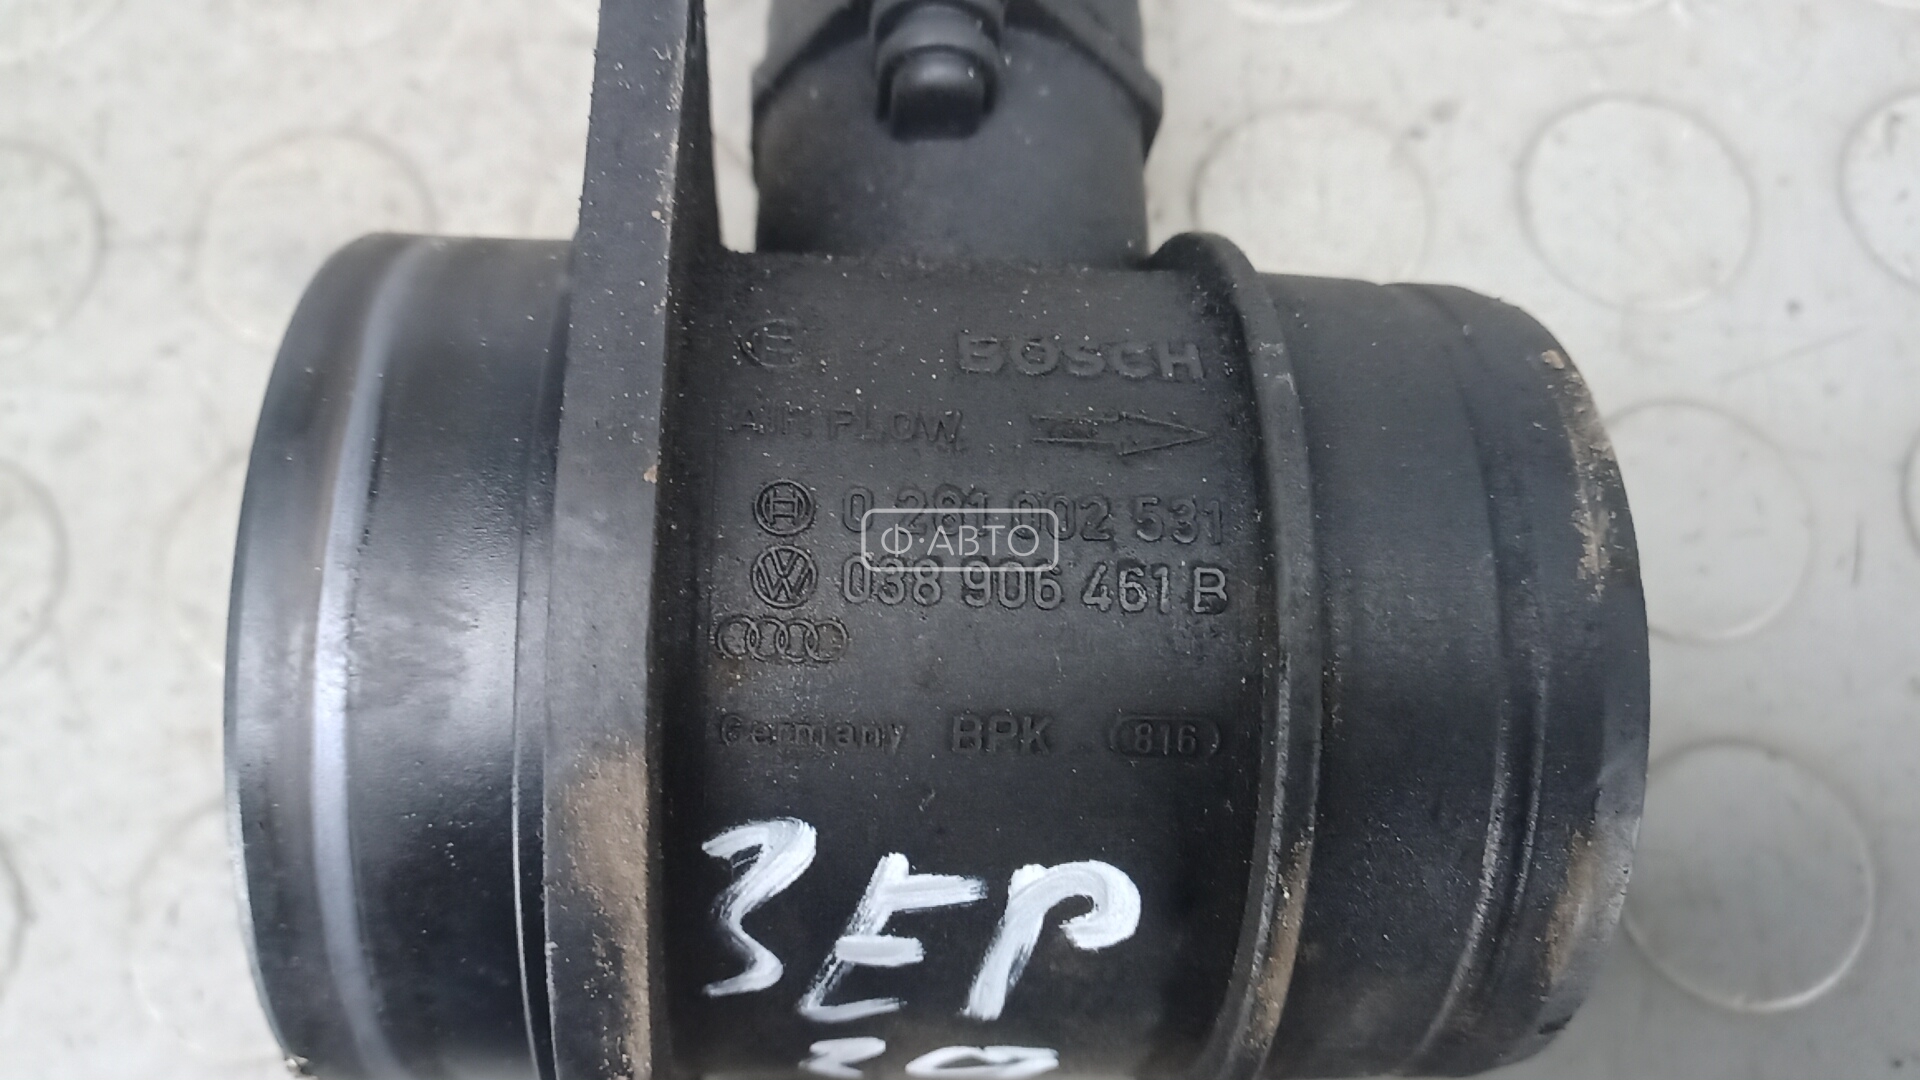 BOSCH
AIR FLOW
0 281 002 531
Ф·АВТО
038 906 461 B
Germany BPK 816
ЗЕР